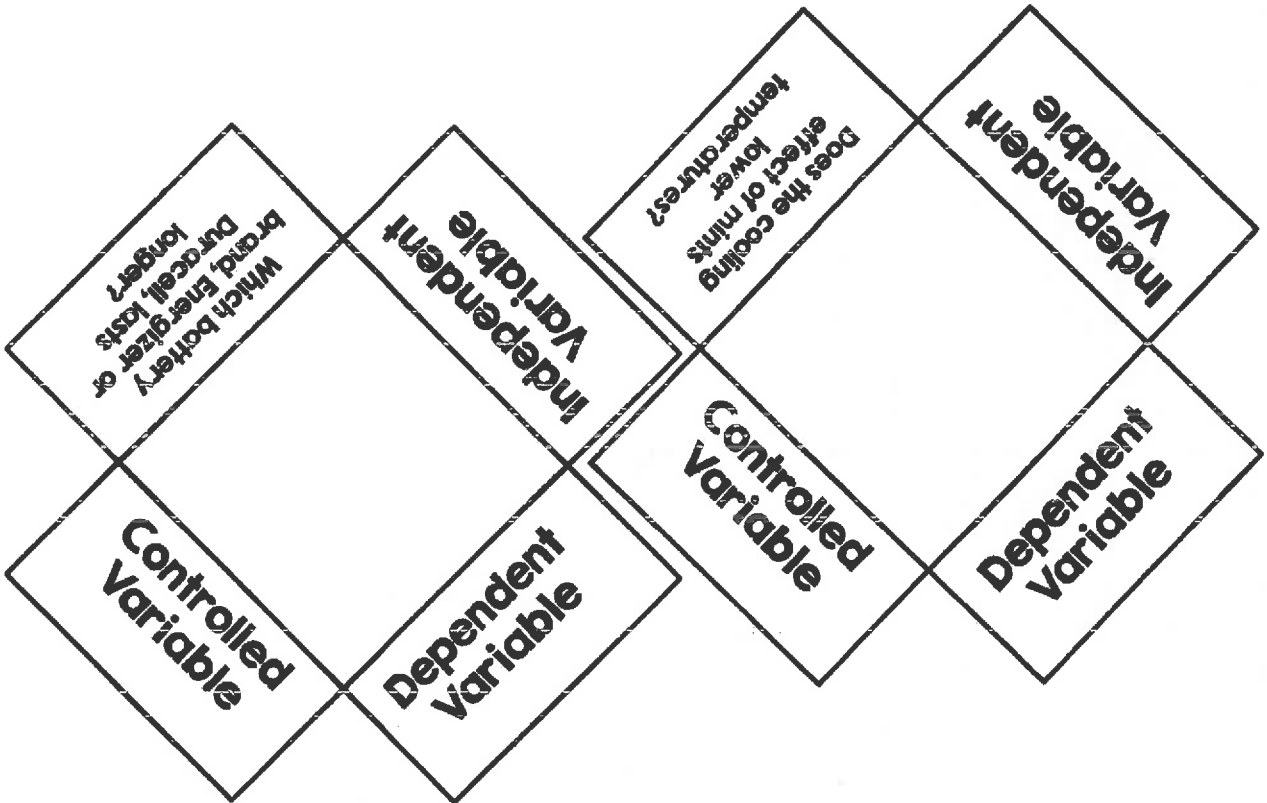 Which battery
brand, Energizer or
Duracell, lasts
longer?
Independent
Variable
Controlled
Variable
Dependent
Variable
Does the cooling
effect of mints
lower
temperatures?
Independent
Variable
Controlled
Variable
Dependent
Variable